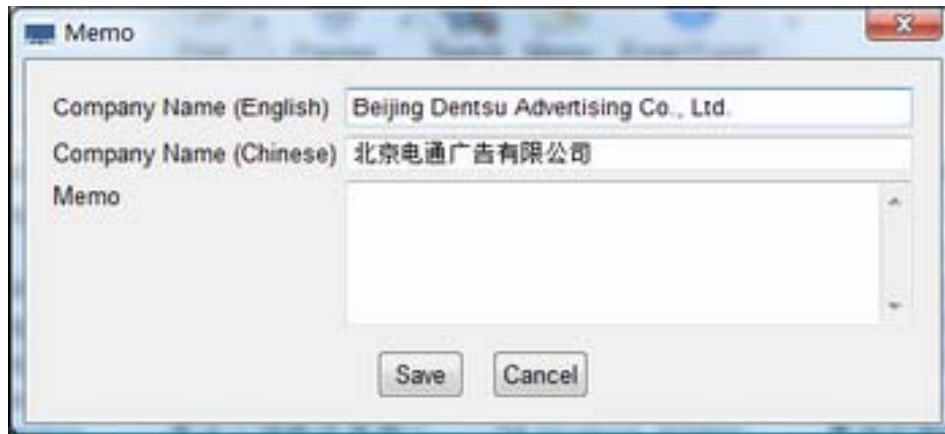 Memo
Company Name (English) Beijing Dentsu Advertising Co., Ltd.
Company Name (Chinese) 北京电通广告有限公司
Memo
Save Cancel